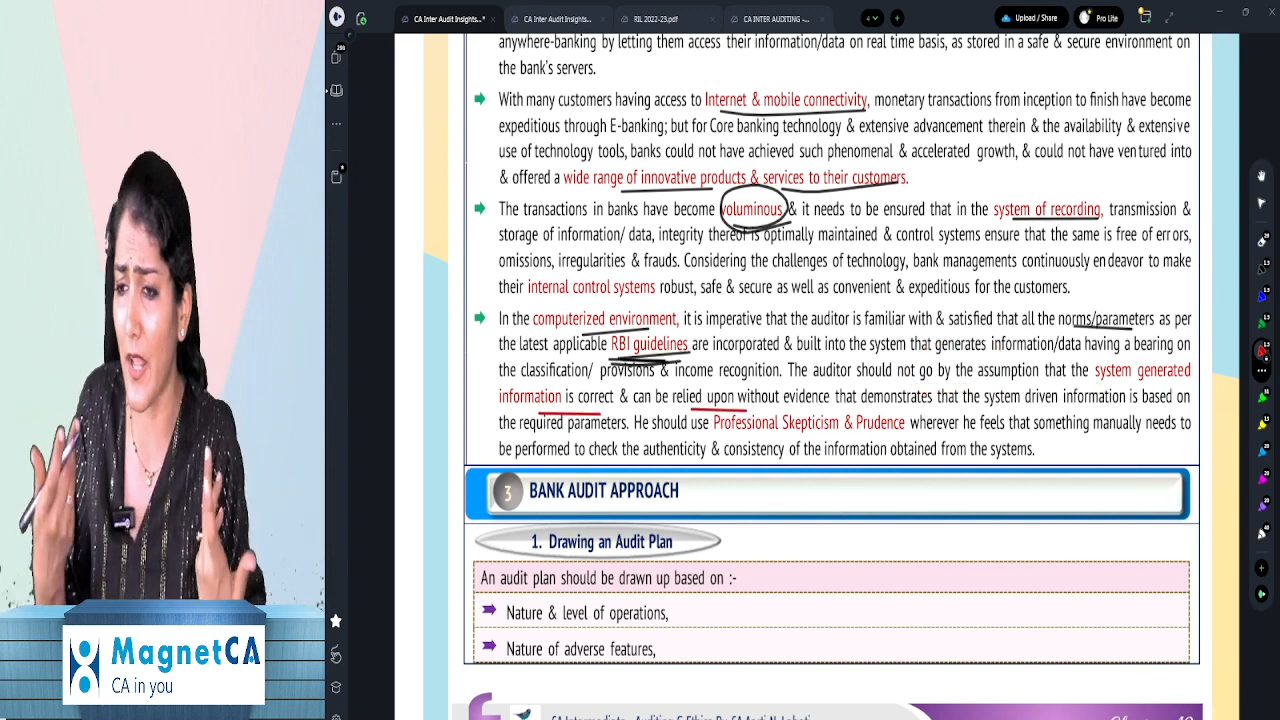 CA Inter Audit Insights...*
CA Inter Audit Insights...
RIL 2022-23.pdf
CA INTER AUDITING -...
4
Upload / Share
Pro Lite
anywhere-banking by letting them access their information/data on real time basis, as stored in a safe & secure environment on
the bank's servers.
With many customers having access to Internet & mobile connectivity, monetary transactions from inception to finish have become
expeditious through E-banking; but for Core banking technology & extensive advancement therein & the availability & extensive
use of technology tools, banks could not have achieved such phenomenal & accelerated growth, & could not have ventured into
& offered a wide range of innovative products & services to their customers.
The transactions in banks have become voluminous & it needs to be ensured that in the system of recording, transmission &
storage of information/ data, integrity thereof is optimally maintained & control systems ensure that the same is free of errors,
omissions, irregularities & frauds. Considering the challenges of technology, bank managements continuously endeavor to make
their internal control systems robust, safe & secure as well as convenient & expeditious for the customers.
In the computerized environment, it is imperative that the auditor is familiar with & satisfied that all the norms/parameters as per
the latest applicable RBI guidelines are incorporated & built into the system that generates information/data having a bearing on
the classification/ provisions & income recognition. The auditor should not go by the assumption that the system generated
information is correct & can be relied upon without evidence that demonstrates that the system driven information is based on
the required parameters. He should use Professional Skepticism & Prudence wherever he feels that something manually needs to
be performed to check the authenticity & consistency of the information obtained from the systems.
3 BANK AUDIT APPROACH
1. Drawing an Audit Plan
An audit plan should be drawn up based on :-
Nature & level of operations,
Nature of adverse features,
MagnetCA
CA in you